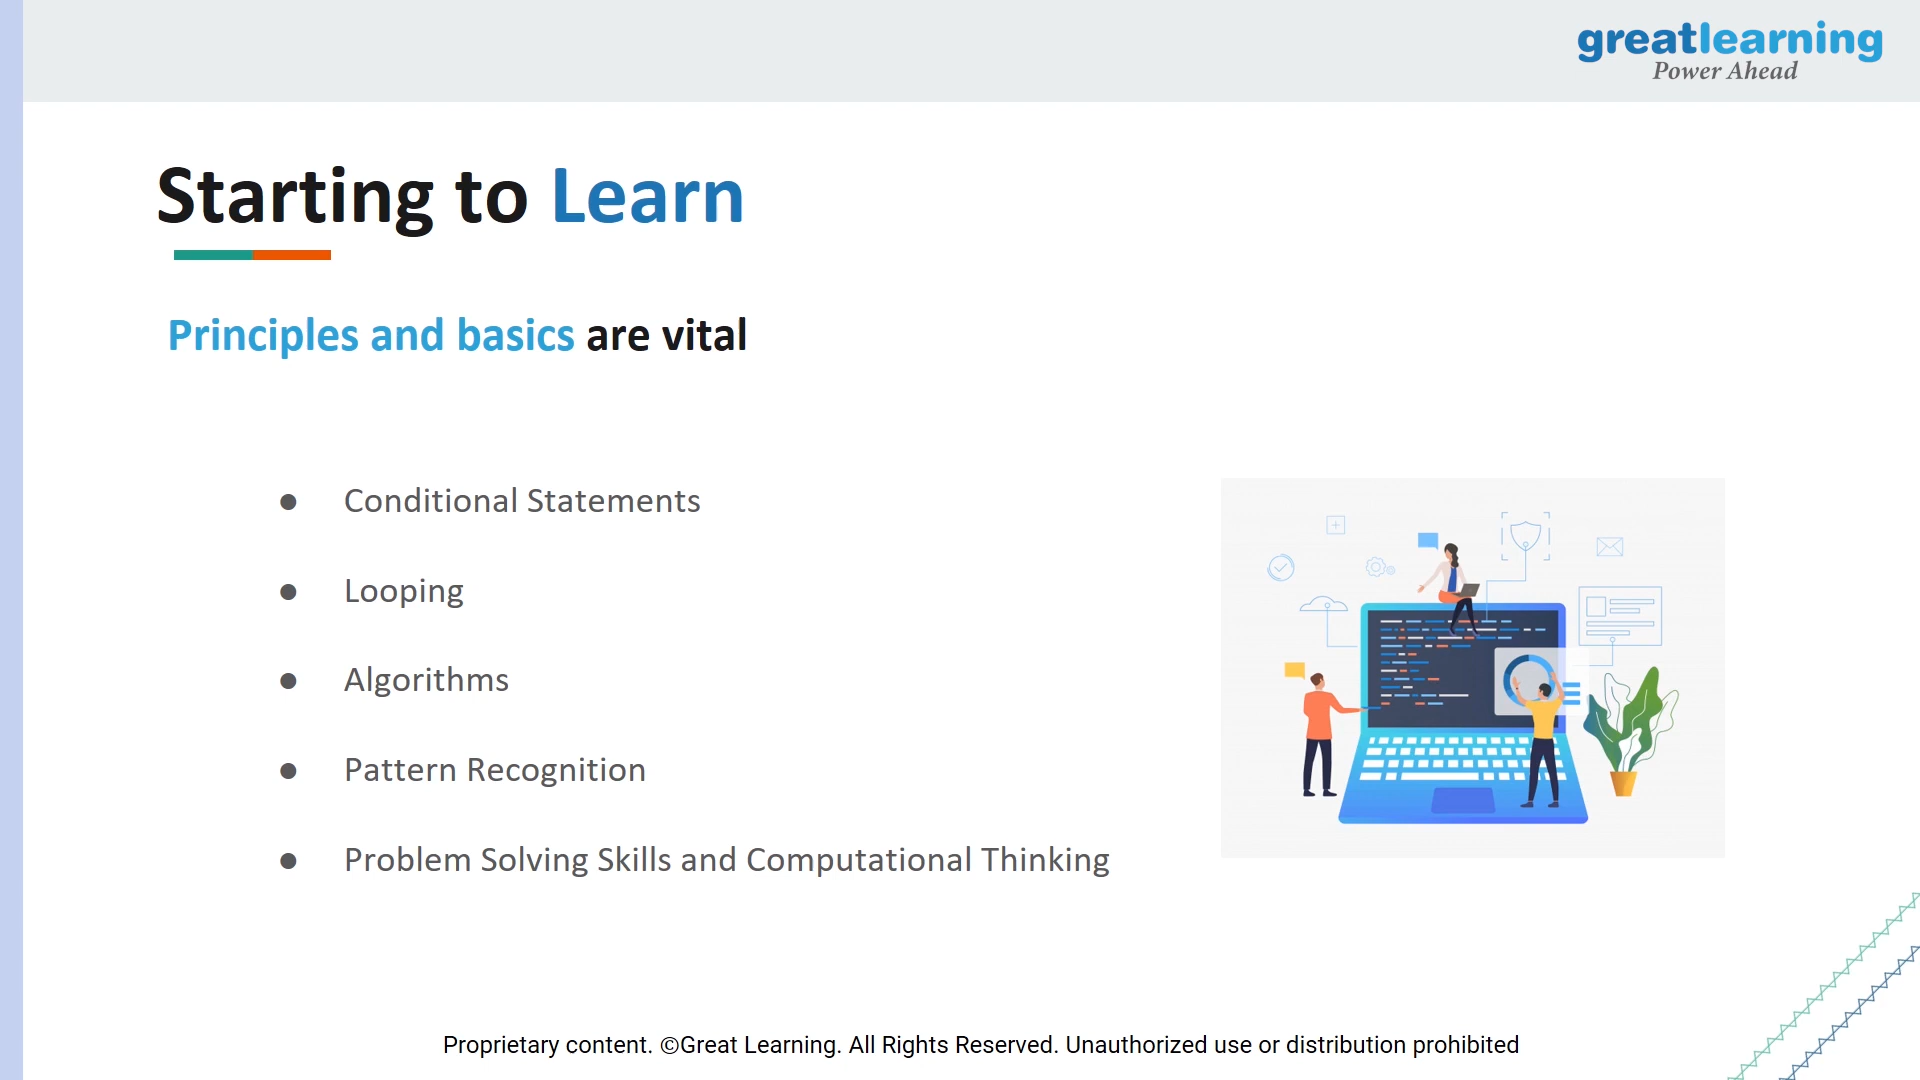 greatlearning
Power Ahead
Starting to Learn
Principles and basics are vital
● Conditional Statements
● Looping
● Algorithms
● Pattern Recognition
● Problem Solving Skills and Computational Thinking
Proprietary content. ©Great Learning. All Rights Reserved. Unauthorized use or distribution prohibited